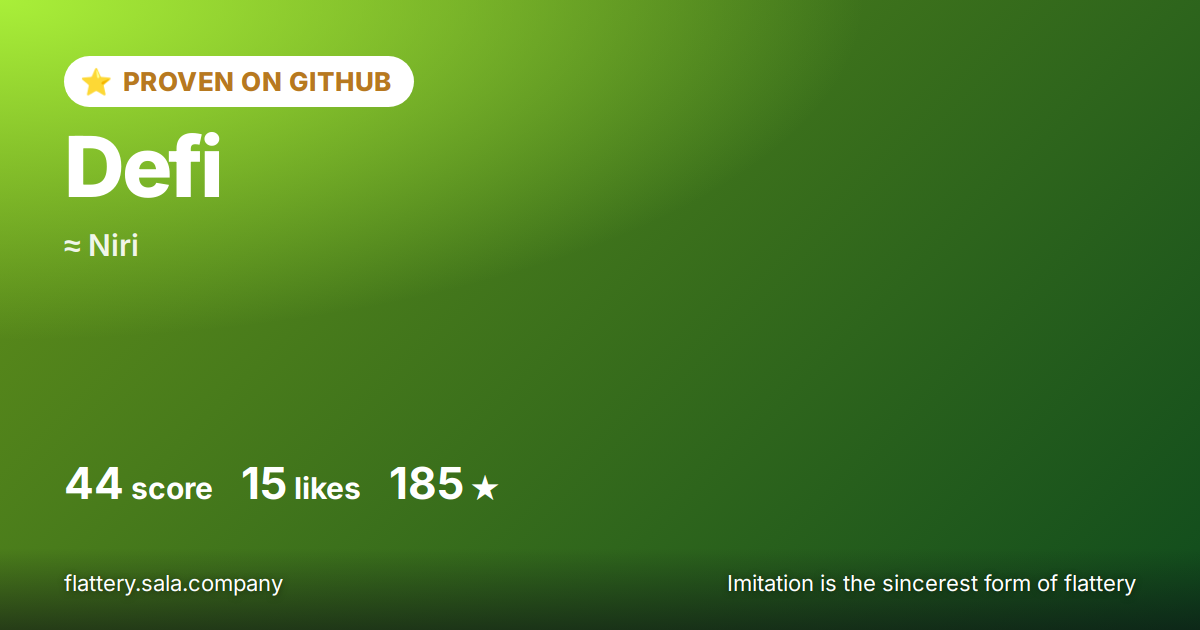 ⭐ PROVEN ON GITHUB
Defi
≈ Niri
44 score 15 likes 185 ★
flattery.sala.company
Imitation is the sincerest form of flattery